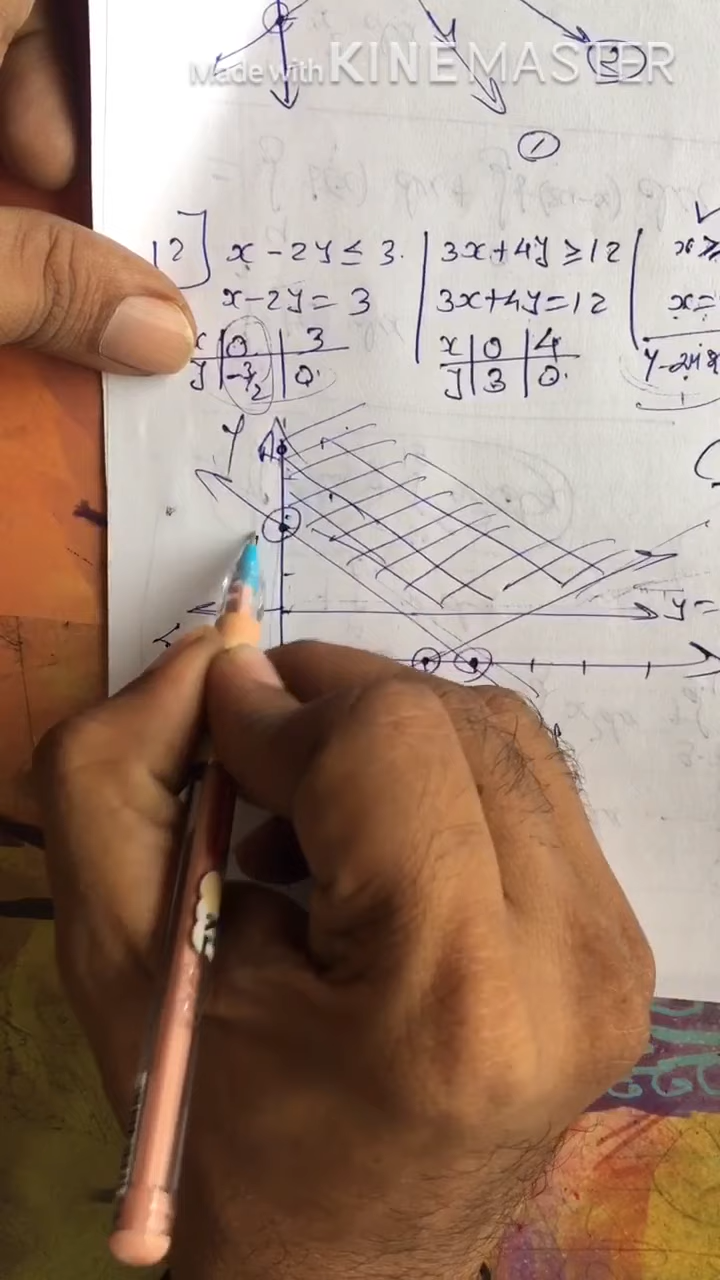 Made with KINEMASTER
2
1
12] x - 2y ≤ 3. | 3x+4y ≥ 12 | x ≥
x-2y = 3 | 3x+4y=12 | x=
x | 0 | 3
y | -3/2 | 0
x | 0 | 4
y | 3 | 0.
y
y=